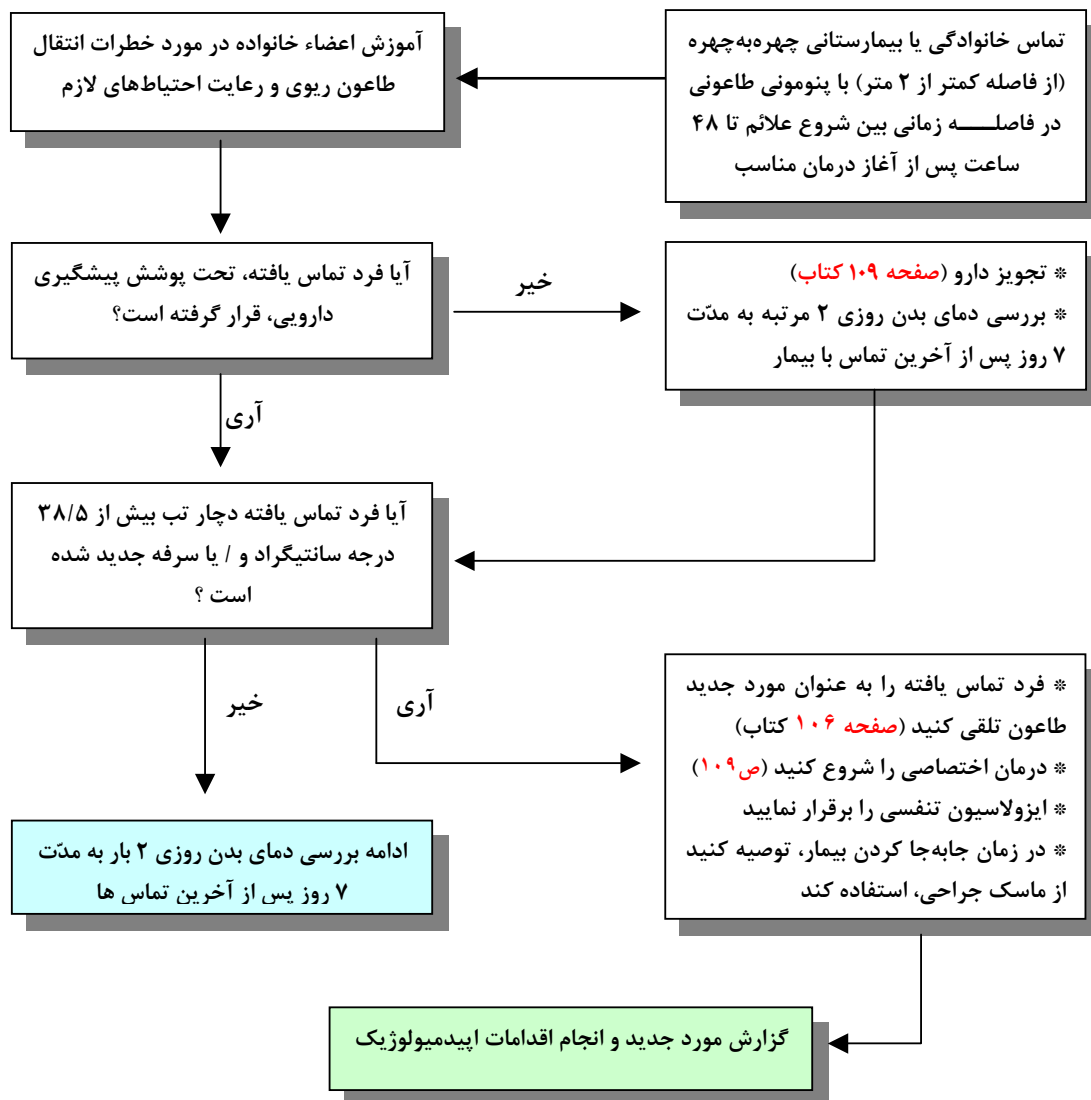 تماس خانوادگی یا بیمارستانی چهره‌به‌چهره
(از فاصله کمتر از ۲ متر) با پنومونی طاعونی
در فاصلـــــه زمانی بین شروع علائم تا ۴۸
ساعت پس از آغاز درمان مناسب
آموزش اعضاء خانواده در مورد خطرات انتقال
طاعون ریوی و رعایت احتیاط‌های لازم
آیا فرد تماس یافته، تحت پوشش پیشگیری
دارویی، قرار گرفته است؟
خیر
* تجویز دارو (صفحه ۱۰۹ کتاب)
* بررسی دمای بدن روزی ۲ مرتبه به مدّت
۷ روز پس از آخرین تماس با بیمار
آری
آیا فرد تماس یافته دچار تب بیش از ۳۸/۵
درجه سانتیگراد و / یا سرفه جدید شده
است ؟
خیر
آری
* فرد تماس یافته را به عنوان مورد جدید
طاعون تلقی کنید (صفحه ۱۰۶ کتاب)
* درمان اختصاصی را شروع کنید (ص۱۰۹)
* ایزولاسیون تنفسی را برقرار نمایید
* در زمان جابه‌جا کردن بیمار، توصیه کنید
از ماسک جراحی، استفاده کند
ادامه بررسی دمای بدن روزی ۲ بار به مدّت
۷ روز پس از آخرین تماس ها
گزارش مورد جدید و انجام اقدامات اپیدمیولوژیک